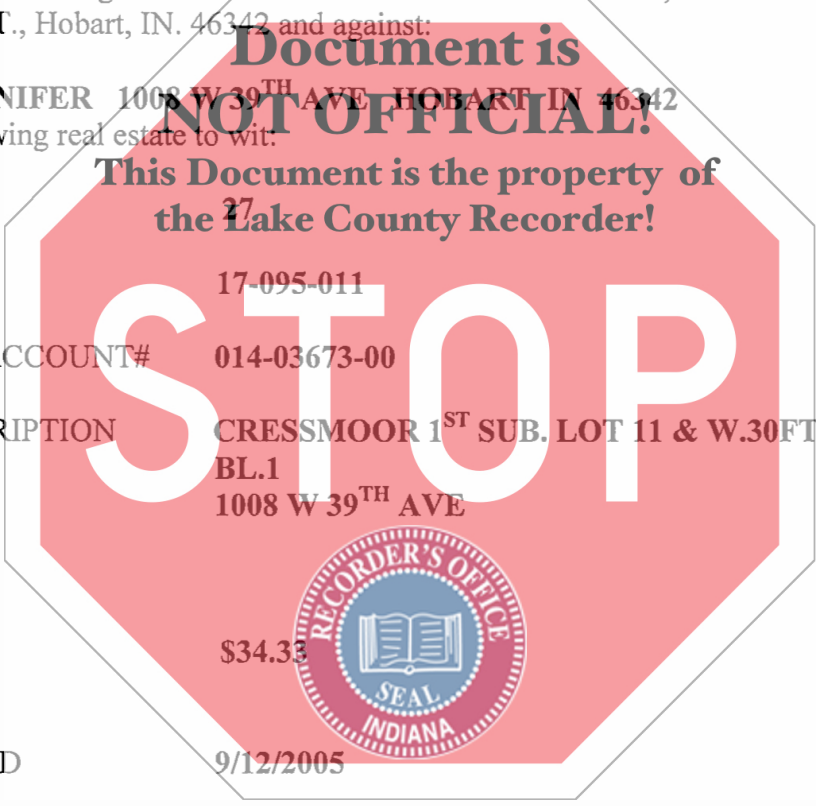 T., Hobart, IN. 46342 and against:
Document is
NIFER 1008 W 39TH AVE HOBART IN 46342
NOT OFFICIAL!
ving real estate to wit:
This Document is the property of
27
the Lake County Recorder!
17-095-011
STOP
CCOUNT# 014-03673-00
RIPTION CRESSMOOR 1ST SUB. LOT 11 & W.30FT
BL.1
1008 W 39TH AVE
RECORDER'S OFFICE
$34.33
SEAL
INDIANA
D 9/12/2005